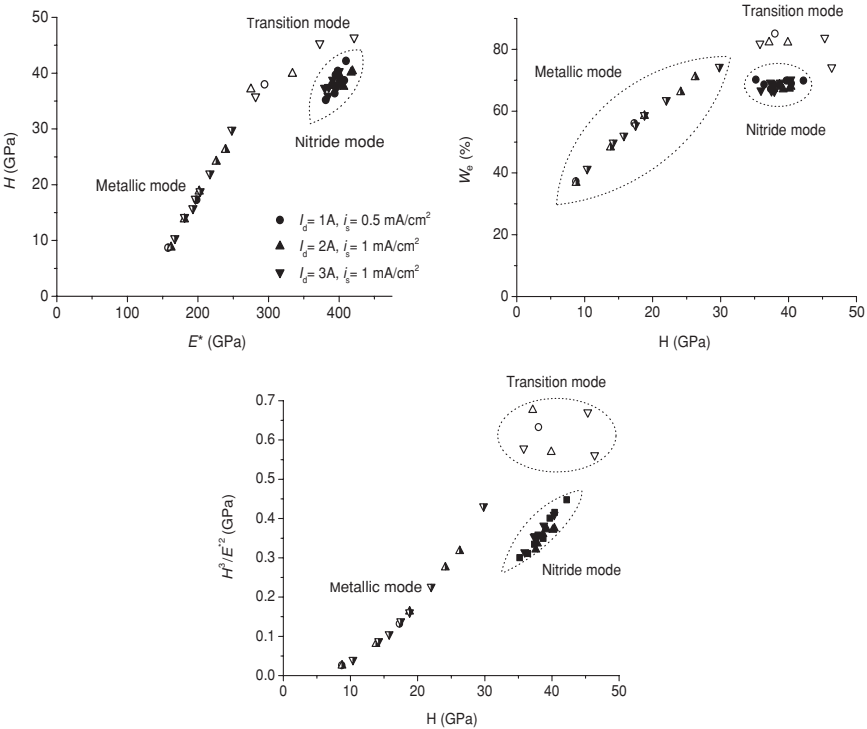 Transition mode
Metallic mode
Nitride mode
I_d = 1A, i_s = 0.5 mA/cm²
I_d = 2A, i_s = 1 mA/cm²
I_d = 3A, i_s = 1 mA/cm²
H (GPa)
50
40
30
20
10
0
0 100 200 300 400
E* (GPa)
Transition mode
Metallic mode
Nitride mode
W_e (%)
80
60
40
20
0
0 10 20 30 40 50
H (GPa)
Transition mode
Metallic mode
Nitride mode
H³/E*² (GPa)
0.7
0.6
0.5
0.4
0.3
0.2
0.1
0.0
0 10 20 30 40 50
H (GPa)